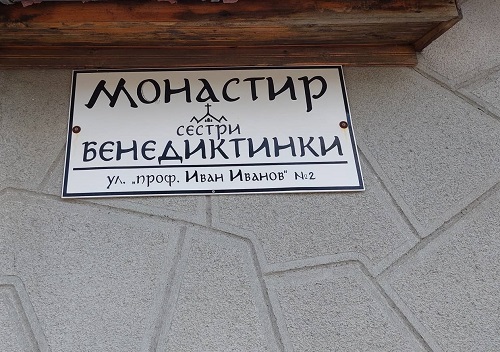 МОНАСТИР
СЕСТРИ
БЕНЕДИКТИНКИ
ул. „проф. Иван Иванов" №2